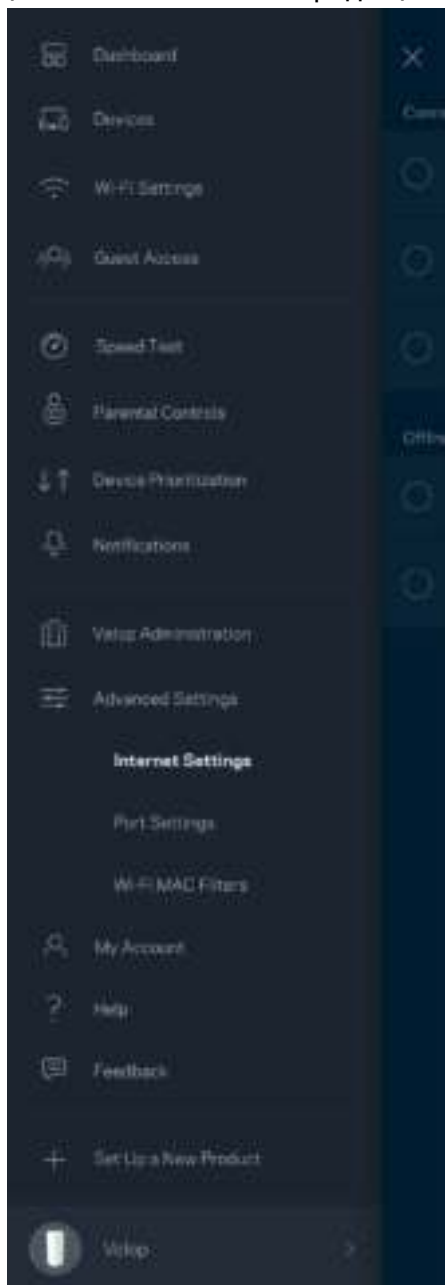 Dashboard
Devices
Wi-Fi Settings
Guest Access
Speed Test
Parental Controls
Device Prioritization
Notifications
Velop Administration
Advanced Settings
Internet Settings
Port Settings
Wi-Fi MAC Filters
My Account
? Help
Feedback
Set Up a New Product
Velop